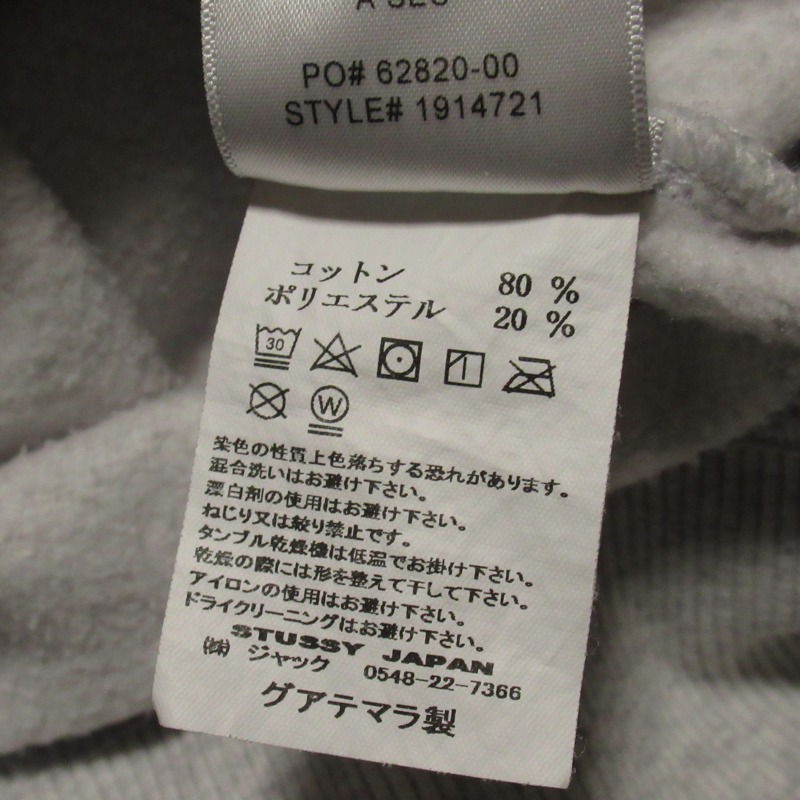 PO# 62820-00
STYLE# 1914721
コットン 80 %
ポリエステル 20 %
30
W
染色の性質上色落ちする恐れがあります。
混合洗いはお避け下さい。
漂白剤の使用はお避け下さい。
ねじり又は絞り禁止です。
タンブル乾燥機は低温でお掛け下さい。
乾燥の際には形を整えて干して下さい。
アイロンの使用はお避け下さい。
ドライクリーニングはお避け下さい。
STUSSY JAPAN
㈱ ジャック 0548-22-7366
グアテマラ製